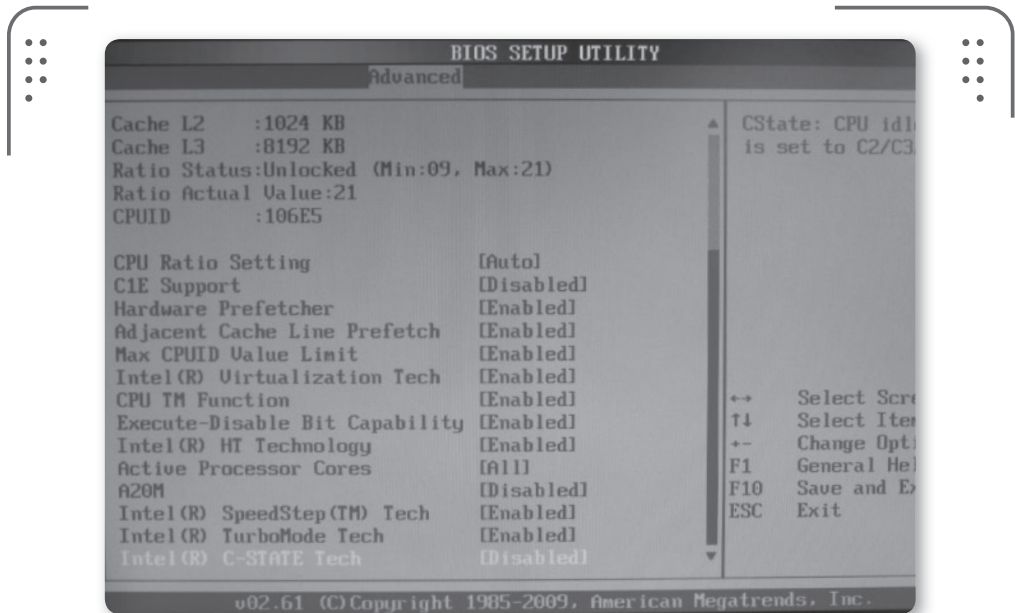 BIOS SETUP UTILITY
Advanced
Cache L2 :1024 KB
Cache L3 :8192 KB
Ratio Status:Unlocked (Min:09, Max:21)
Ratio Actual Value:21
CPUID :106E5
CPU Ratio Setting [Auto]
C1E Support [Disabled]
Hardware Prefetcher [Enabled]
Adjacent Cache Line Prefetch [Enabled]
Max CPUID Value Limit [Enabled]
Intel(R) Virtualization Tech [Enabled]
CPU TM Function [Enabled]
Execute-Disable Bit Capability [Enabled]
Intel(R) HT Technology [Enabled]
Active Processor Cores [All]
A20M [Disabled]
Intel(R) SpeedStep(TM) Tech [Enabled]
Intel(R) TurboMode Tech [Enabled]
Intel(R) C-STATE Tech [Disabled]
CState: CPU idl
is set to C2/C3
↔ Select Scre
↑↓ Select Ite
+- Change Opti
F1 General Hel
F10 Save and Ex
ESC Exit
v02.61 (C)Copyright 1985-2009, American Megatrends, Inc.